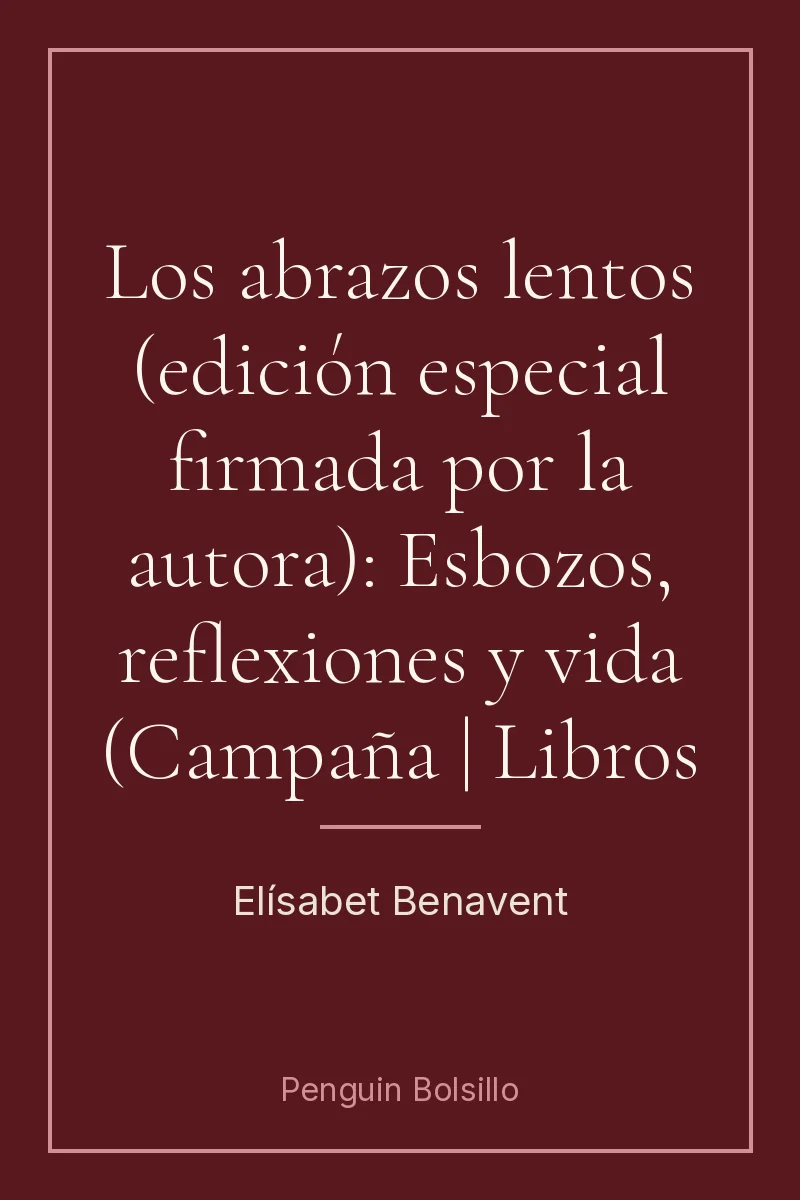 Los abrazos lentos
(edición especial
firmada por la
autora): Esbozos,
reflexiones y vida
(Campaña | Libros
Elísabet Benavent
Penguin Bolsillo